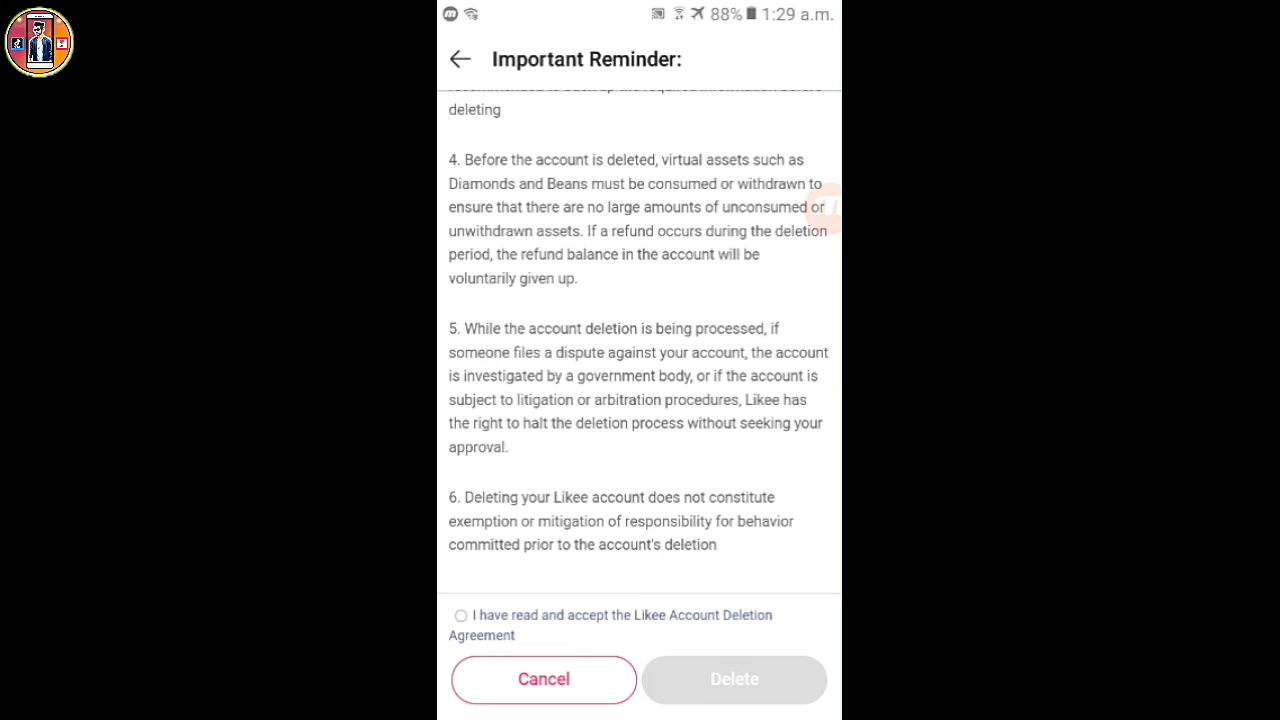 88% 1:29 a.m.
Important Reminder:
deleting
4. Before the account is deleted, virtual assets such as
Diamonds and Beans must be consumed or withdrawn to
ensure that there are no large amounts of unconsumed or
unwithdrawn assets. If a refund occurs during the deletion
period, the refund balance in the account will be
voluntarily given up.
5. While the account deletion is being processed, if
someone files a dispute against your account, the account
is investigated by a government body, or if the account is
subject to litigation or arbitration procedures, Likee has
the right to halt the deletion process without seeking your
approval.
6. Deleting your Likee account does not constitute
exemption or mitigation of responsibility for behavior
committed prior to the account's deletion
I have read and accept the Likee Account Deletion
Agreement
Cancel Delete